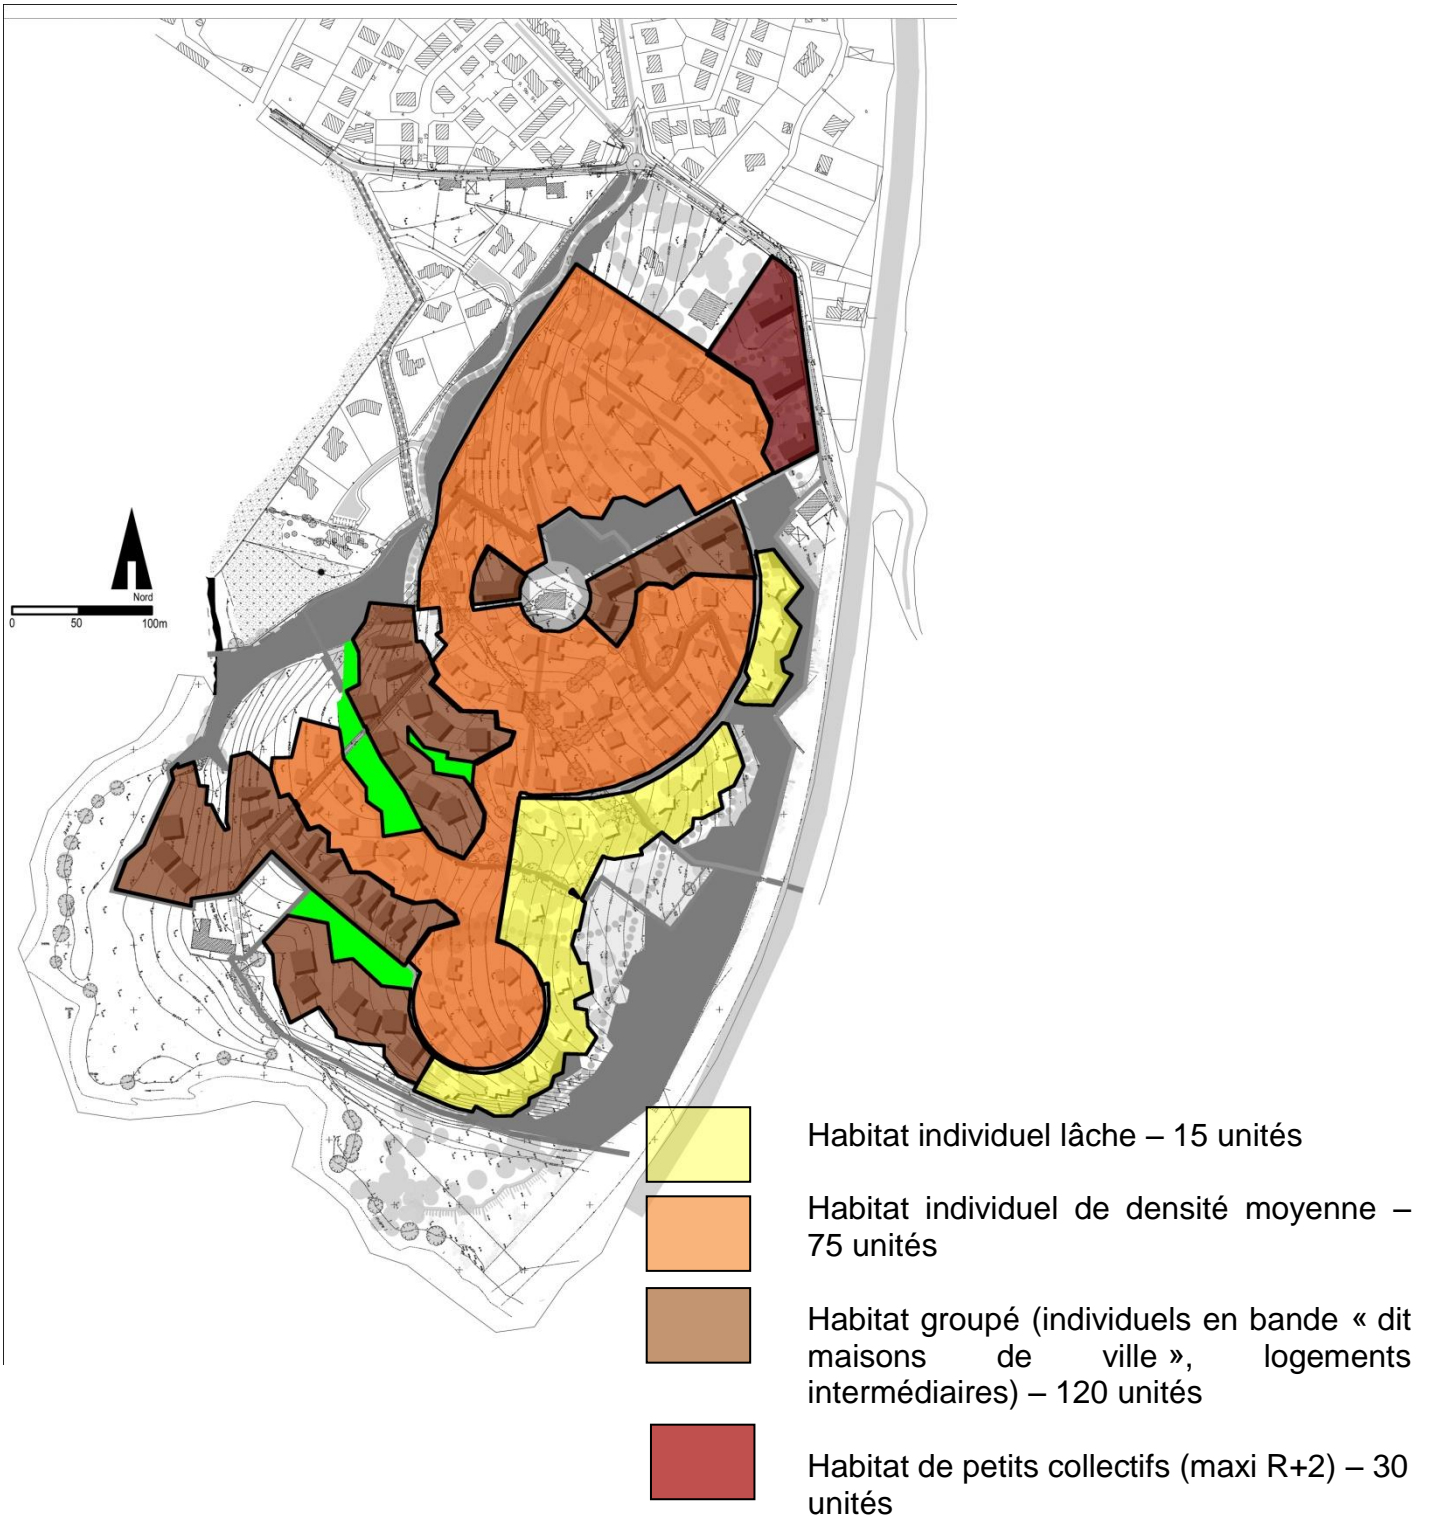 Nord
0 50 100m
Habitat individuel lâche – 15 unités
Habitat individuel de densité moyenne –
75 unités
Habitat groupé (individuels en bande « dit
maisons de ville », logements
intermédiaires) – 120 unités
Habitat de petits collectifs (maxi R+2) – 30
unités